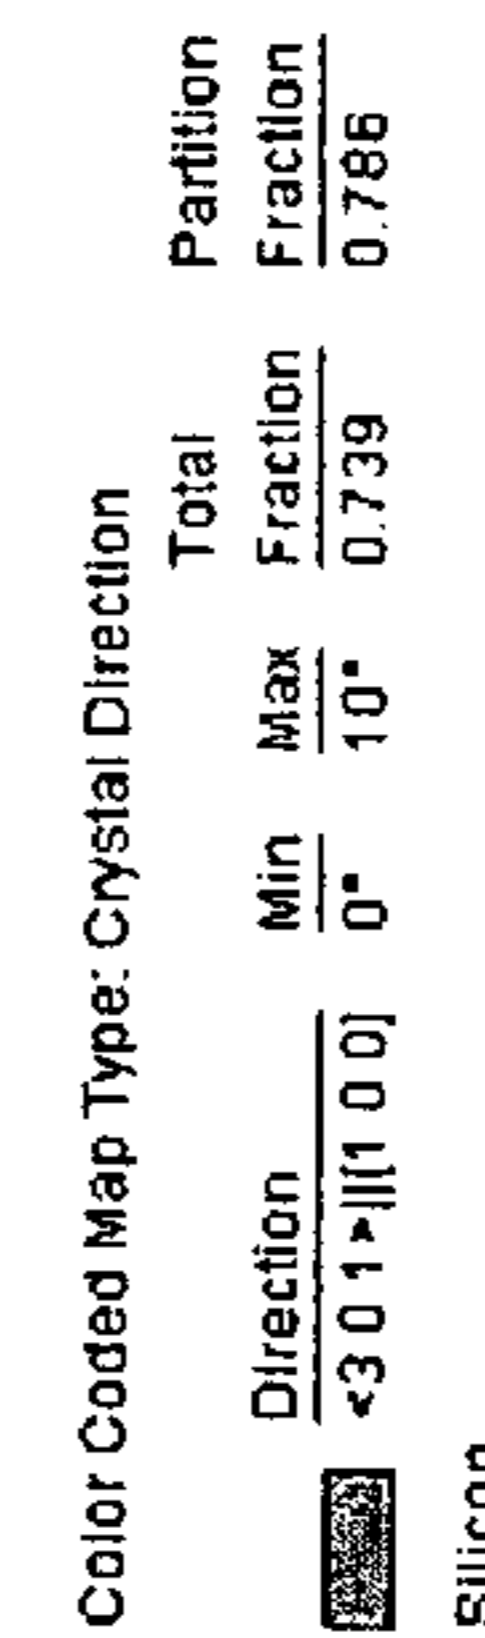 Color Coded Map Type: Crystal Direction
Total Partition
Direction Min Max Fraction Fraction
<3 0 1>||[1 0 0] 0° 10° 0.739 0.786
Silicon